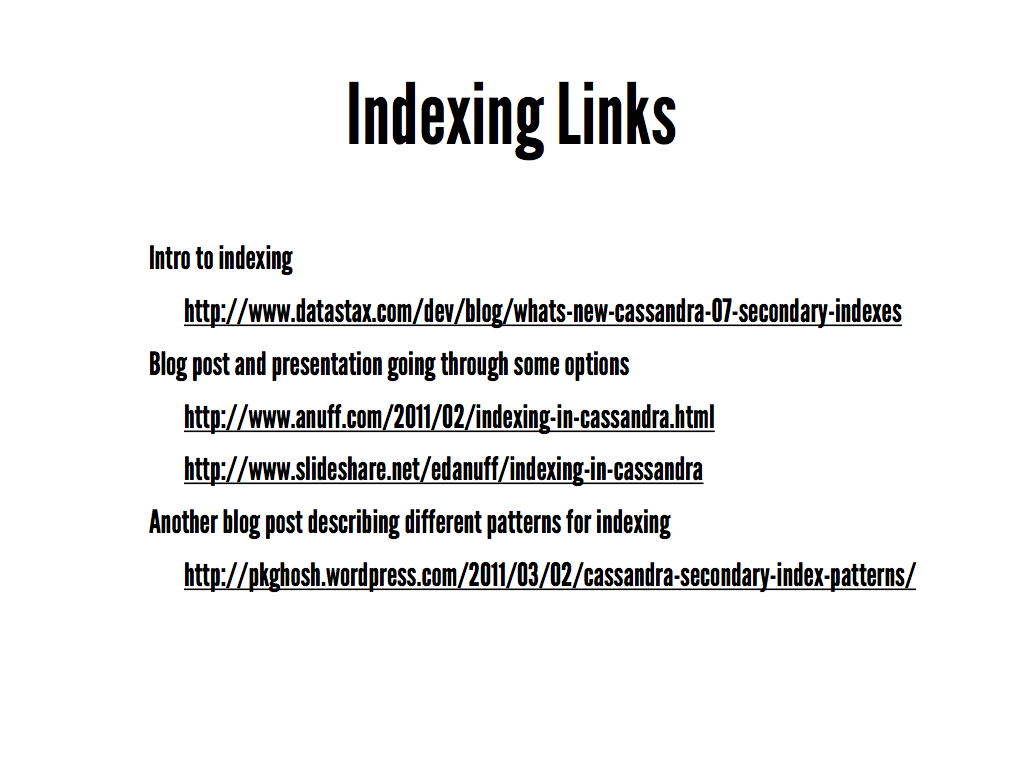 Indexing Links
Intro to indexing
http://www.datastax.com/dev/blog/whats-new-cassandra-07-secondary-indexes
Blog post and presentation going through some options
http://www.anuff.com/2011/02/indexing-in-cassandra.html
http://www.slideshare.net/edanuff/indexing-in-cassandra
Another blog post describing different patterns for indexing
http://pkghosh.wordpress.com/2011/03/02/cassandra-secondary-index-patterns/